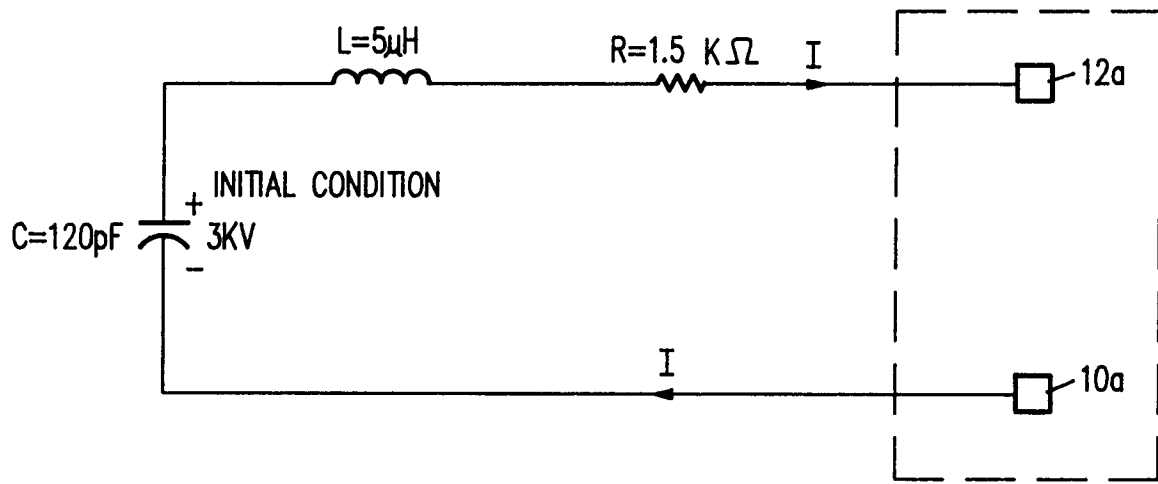 L=5µH
R=1.5 KΩ
I
12a
+ INITIAL CONDITION
C=120pF
3KV
−
I
10a